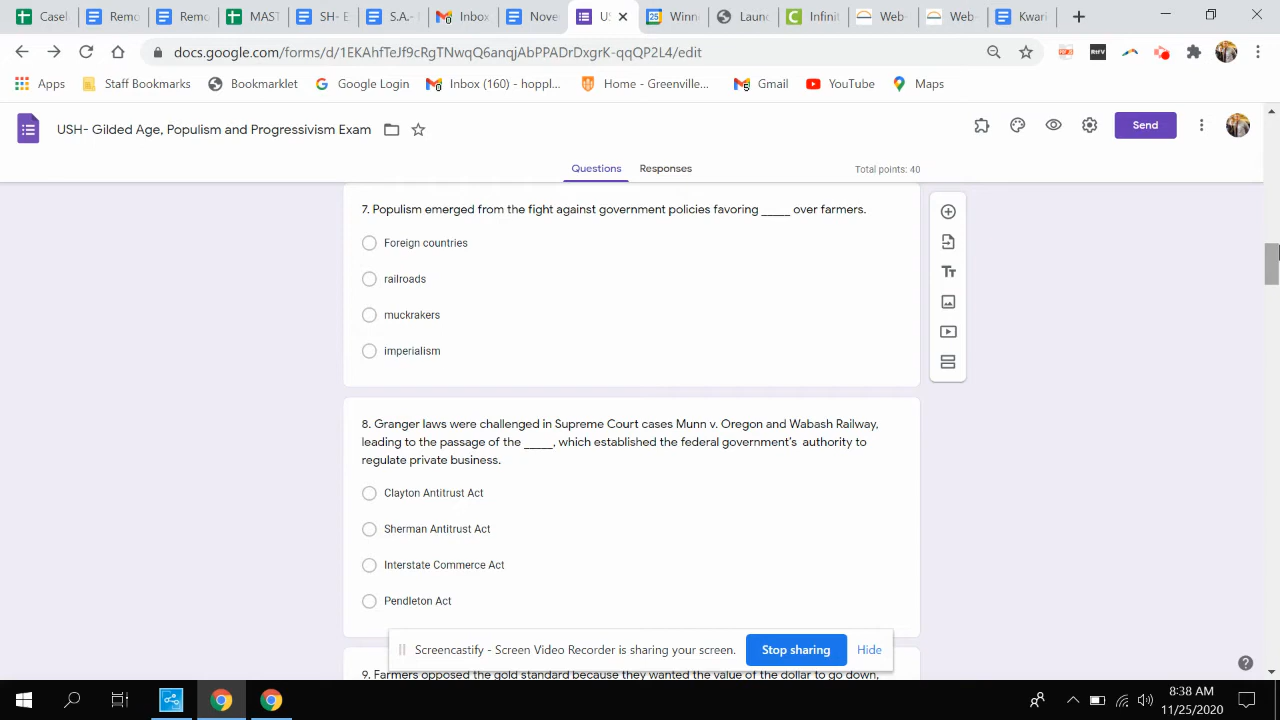 Casel
Remo
Remo
MAST
SH- E
S.A.-
Inbox
Nove
US
Winn
Laun
Infinit
Web
Web
Kwari
docs.google.com/forms/d/1EKAhfTeJf9cRgTNwqQ6anqjAbPPADrDxgrK-qqQP2L4/edit
Apps
Staff Bookmarks
Bookmarklet
Google Login
Inbox (160) - hoppl...
Home - Greenville...
Gmail
YouTube
Maps
USH- Gilded Age, Populism and Progressivism Exam
Send
Questions
Responses
Total points: 40
7. Populism emerged from the fight against government policies favoring _____ over farmers.
Foreign countries
railroads
muckrakers
imperialism
8. Granger laws were challenged in Supreme Court cases Munn v. Oregon and Wabash Railway,
leading to the passage of the _____, which established the federal government's authority to
regulate private business.
Clayton Antitrust Act
Sherman Antitrust Act
Interstate Commerce Act
Pendleton Act
Screencastify - Screen Video Recorder is sharing your screen.
Stop sharing
Hide
9. Farmers opposed the gold standard because they wanted the value of the dollar to go down,
8:38 AM
11/25/2020